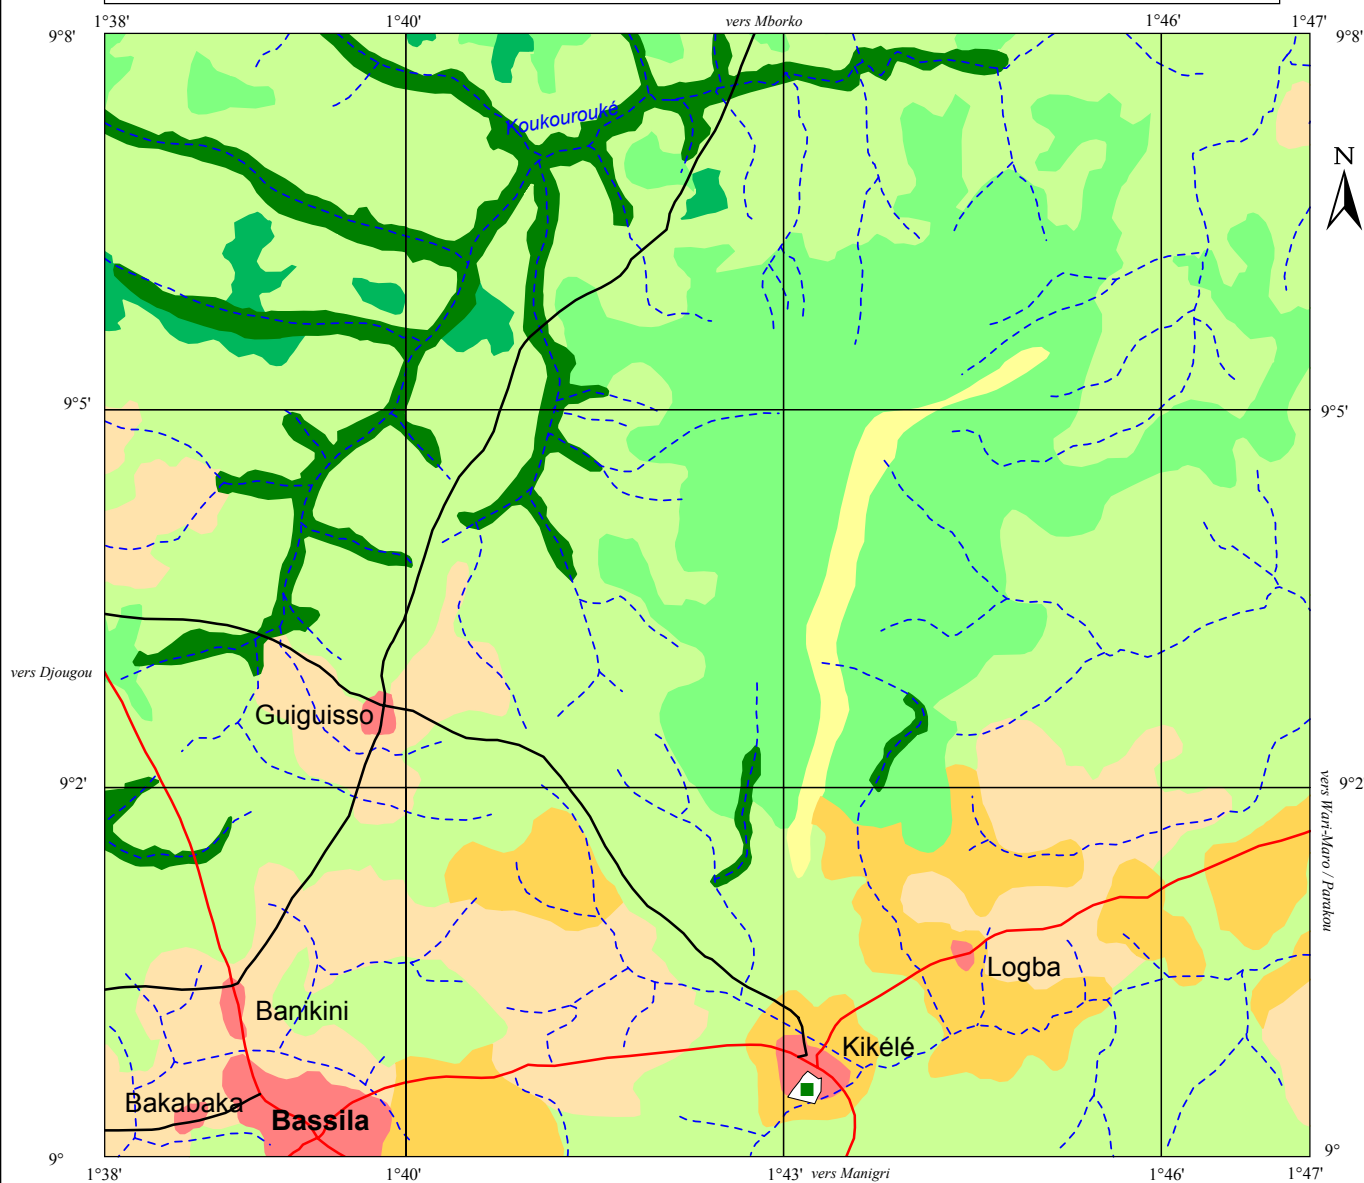 1°38' 1°40' vers Mborko 1°46' 1°47'
9°8' 9°8'
Koukourouké
N
9°5' 9°5'
vers Djougou
Guiguisso
9°2' 9°2
vers Wari-Maro / Parakou
Logba
Banikini
Kikélé
Bakabaka
Bassila
9° 9°
1°38' 1°40' 1°43' vers Manigri 1°46' 1°47'